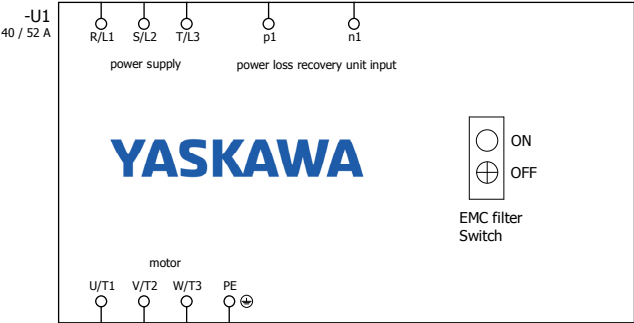 -U1
40 / 52 A
R/L1 S/L2 T/L3 p1 n1
power supply power loss recovery unit input
YASKAWA
ON
OFF
EMC filter
Switch
motor
U/T1 V/T2 W/T3 PE